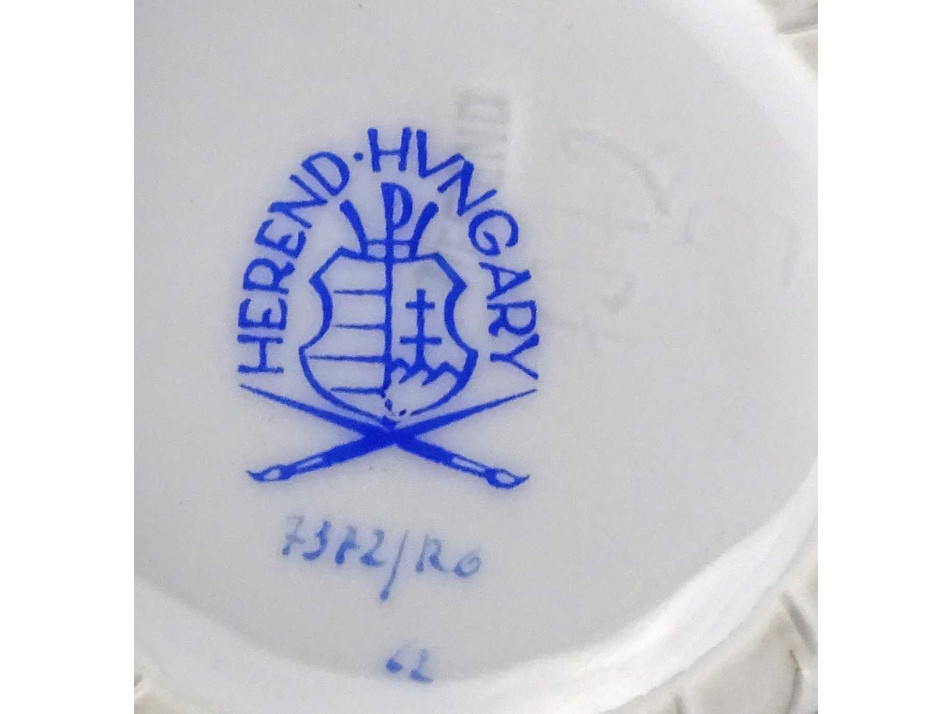 HEREND · HVNGARY
7372/RO
62